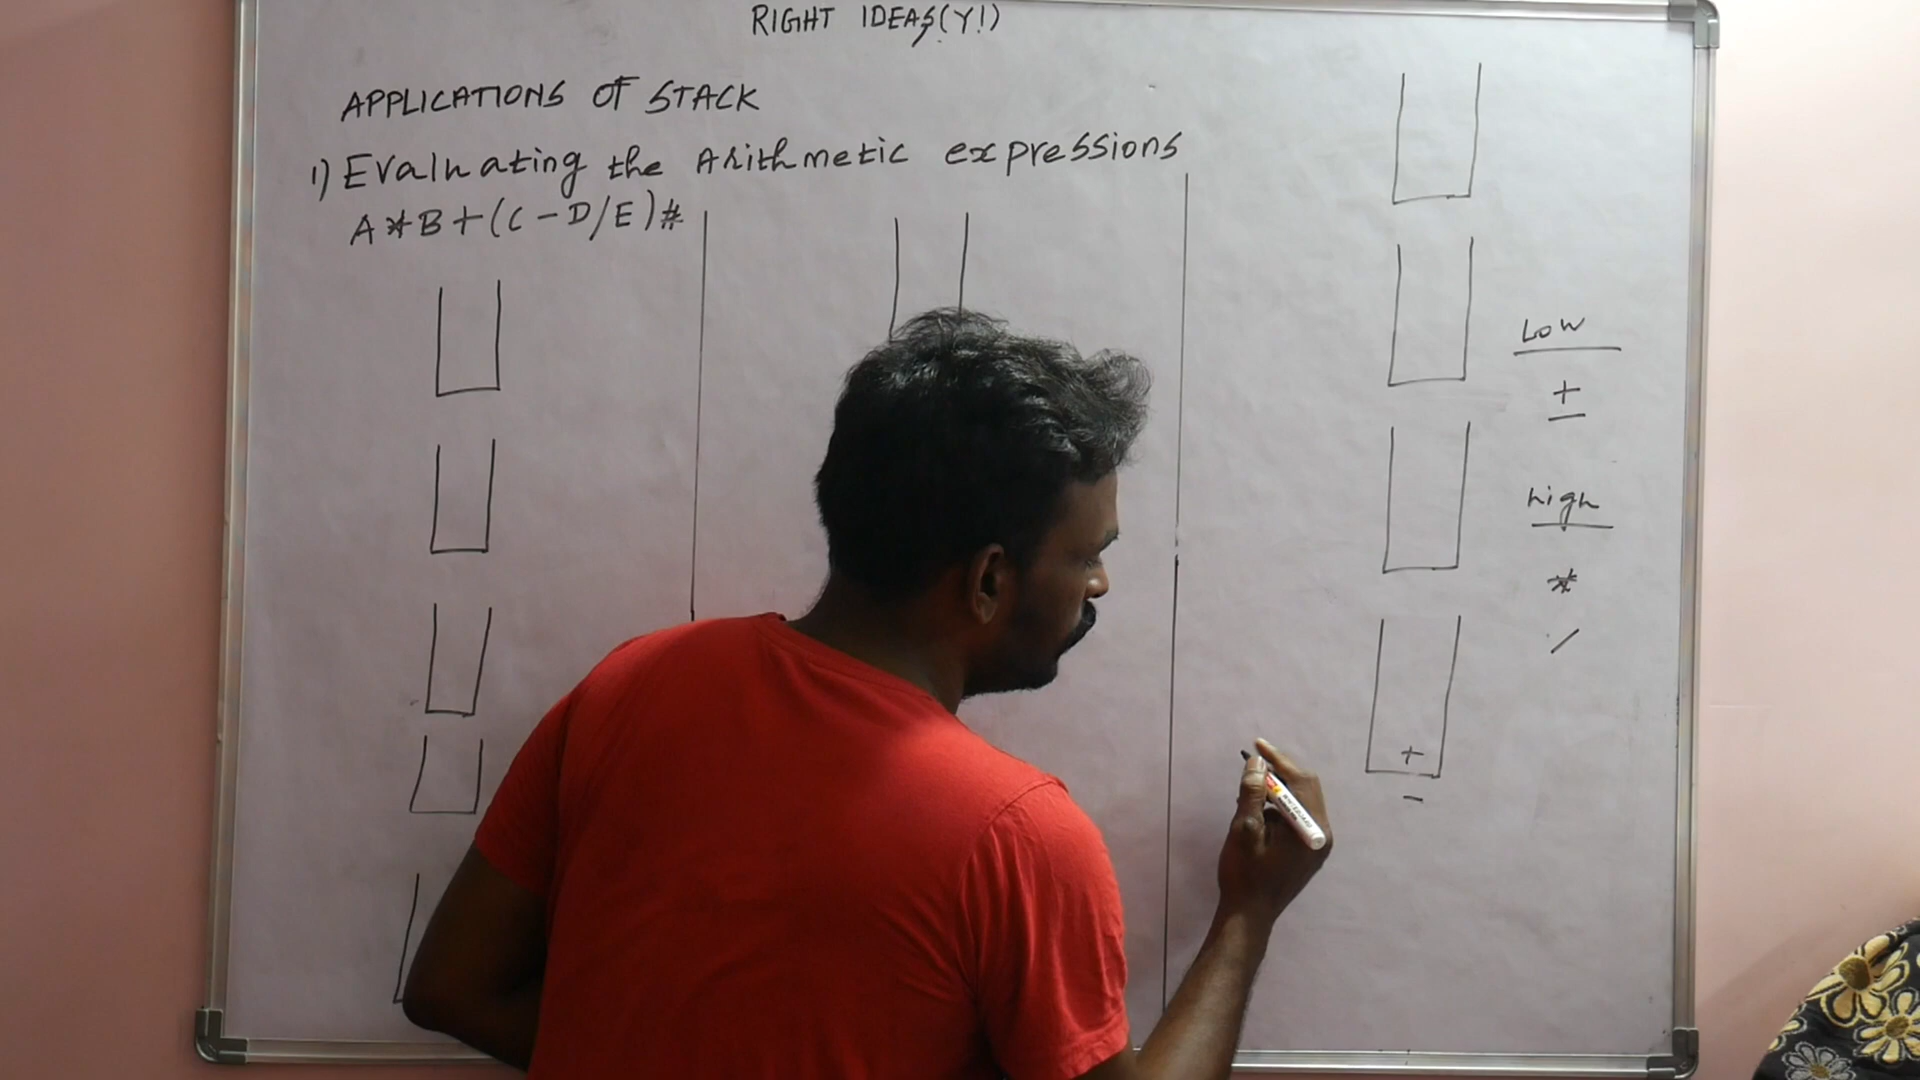 RIGHT IDEAS(Y!)
APPLICATIONS OF STACK
1) Evaluating the Arithmetic expressions
A*B+(C-D/E)#
Low
+
-
high
*
/
+
-